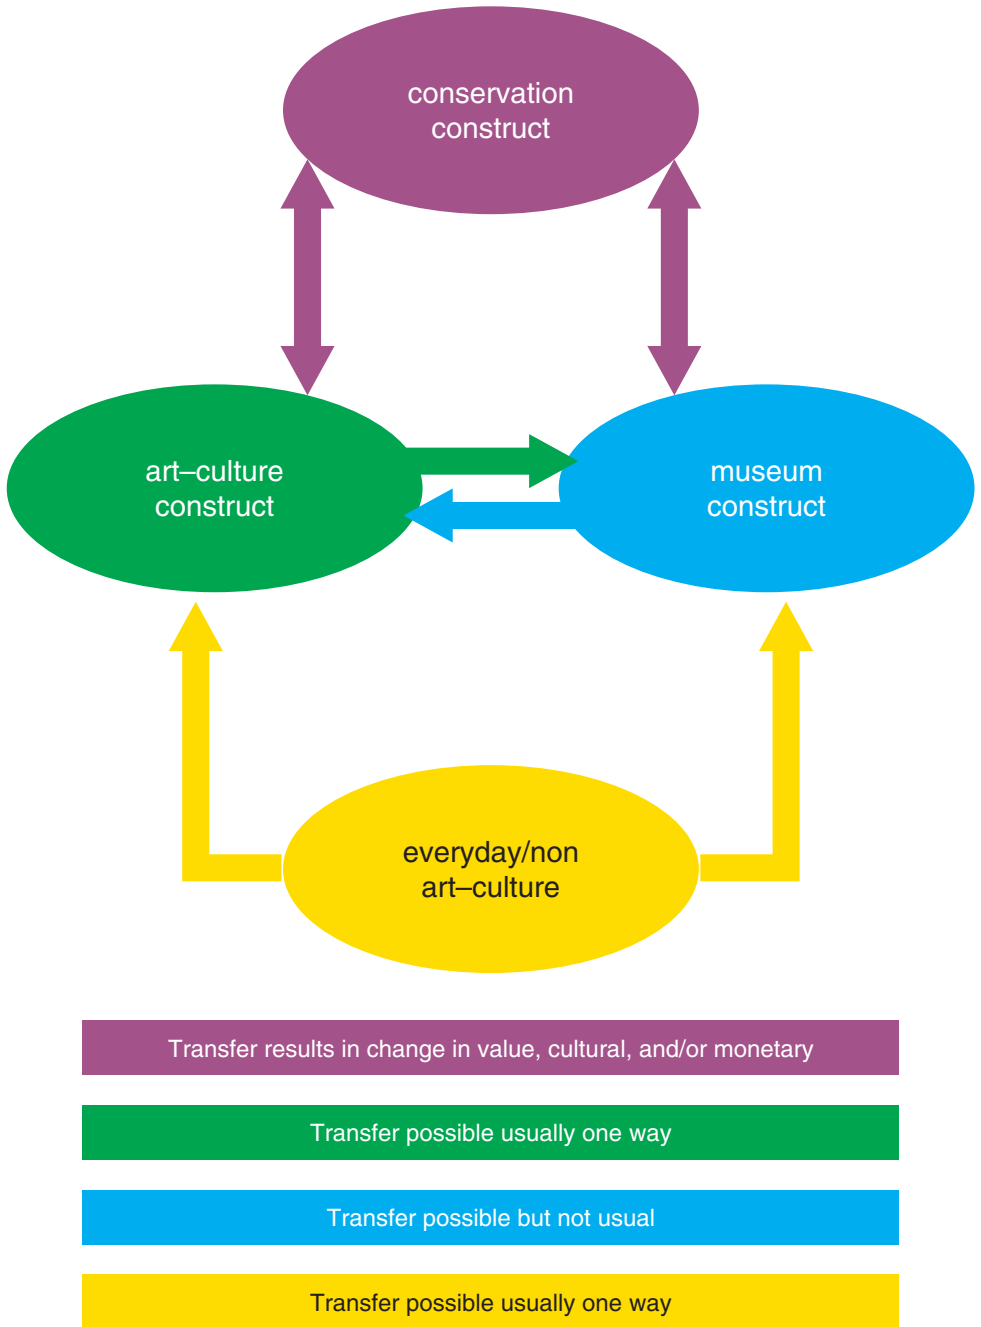 conservation
construct
art–culture
construct
museum
construct
everyday/non
art–culture
Transfer results in change in value, cultural, and/or monetary
Transfer possible usually one way
Transfer possible but not usual
Transfer possible usually one way